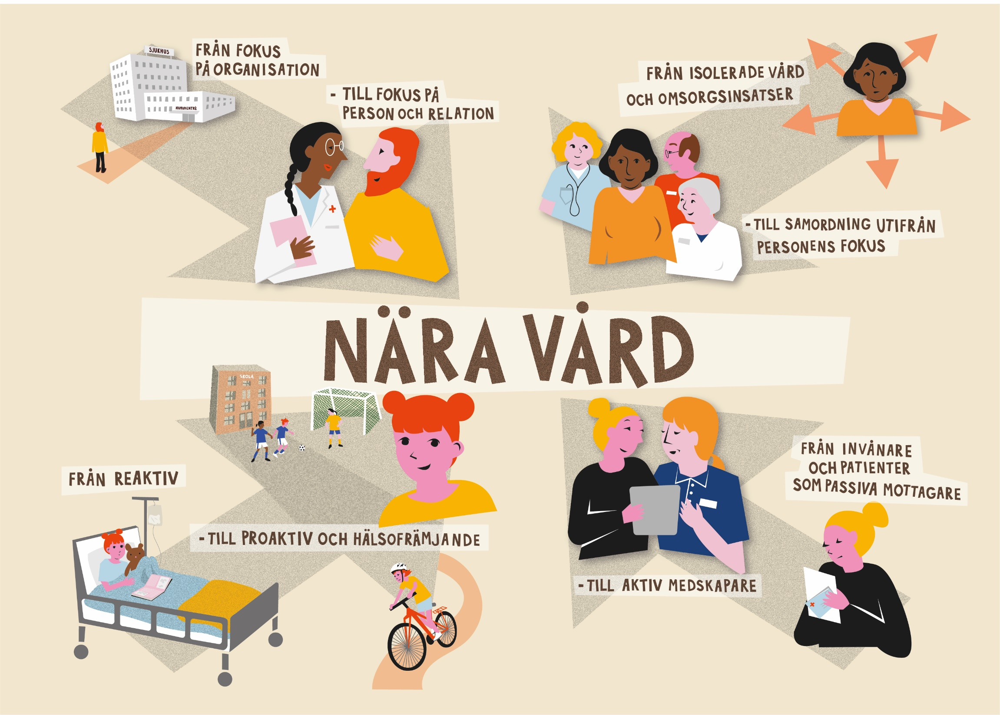 SJUKHUS
HUVUDENTRÉ
FRÅN FOKUS
PÅ ORGANISATION
- TILL FOKUS PÅ
PERSON OCH RELATION
FRÅN ISOLERADE VÅRD
OCH OMSORGSINSATSER
- TILL SAMORDNING UTIFRÅN
PERSONENS FOKUS
NÄRA VÅRD
SKOLA
FRÅN REAKTIV
- TILL PROAKTIV OCH HÄLSOFRÄMJANDE
FRÅN INVÅNARE
OCH PATIENTER
SOM PASSIVA MOTTAGARE
- TILL AKTIV MEDSKAPARE